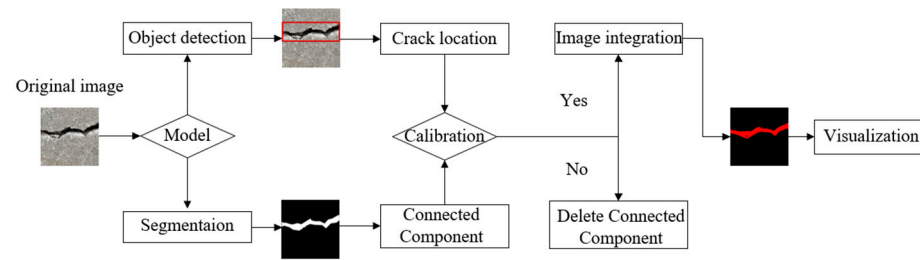 Object detection
Crack location
Image integration
Original image
Model
Calibration
Yes
No
Visualization
Segmentaion
Connected
Component
Delete Connected
Component